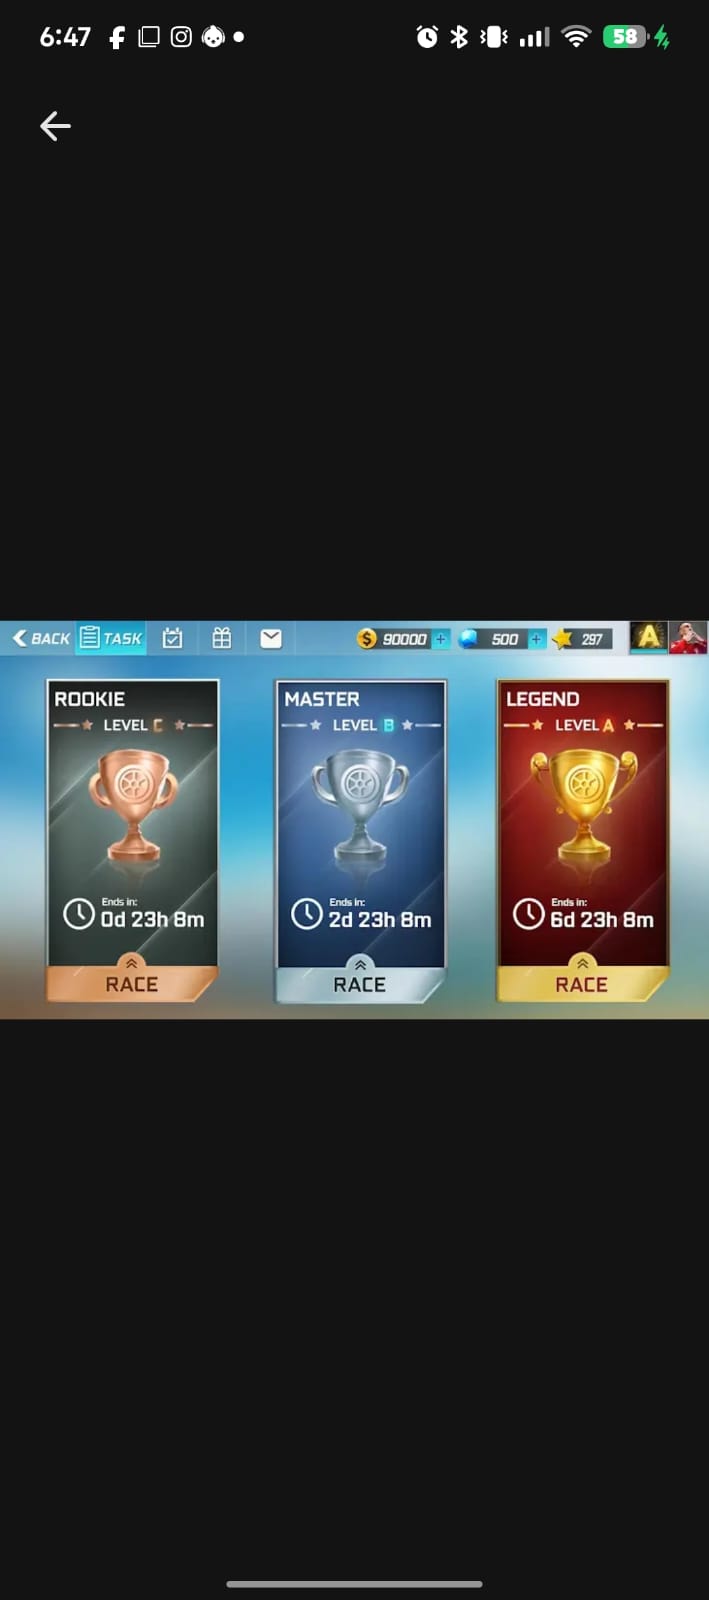 6:47
58
BACK TASK 90000 + 500 + 297 A
ROOKIE
LEVEL C
Ends in:
0d 23h 8m
RACE
MASTER
LEVEL B
Ends in:
2d 23h 8m
RACE
LEGEND
LEVEL A
Ends in:
6d 23h 8m
RACE